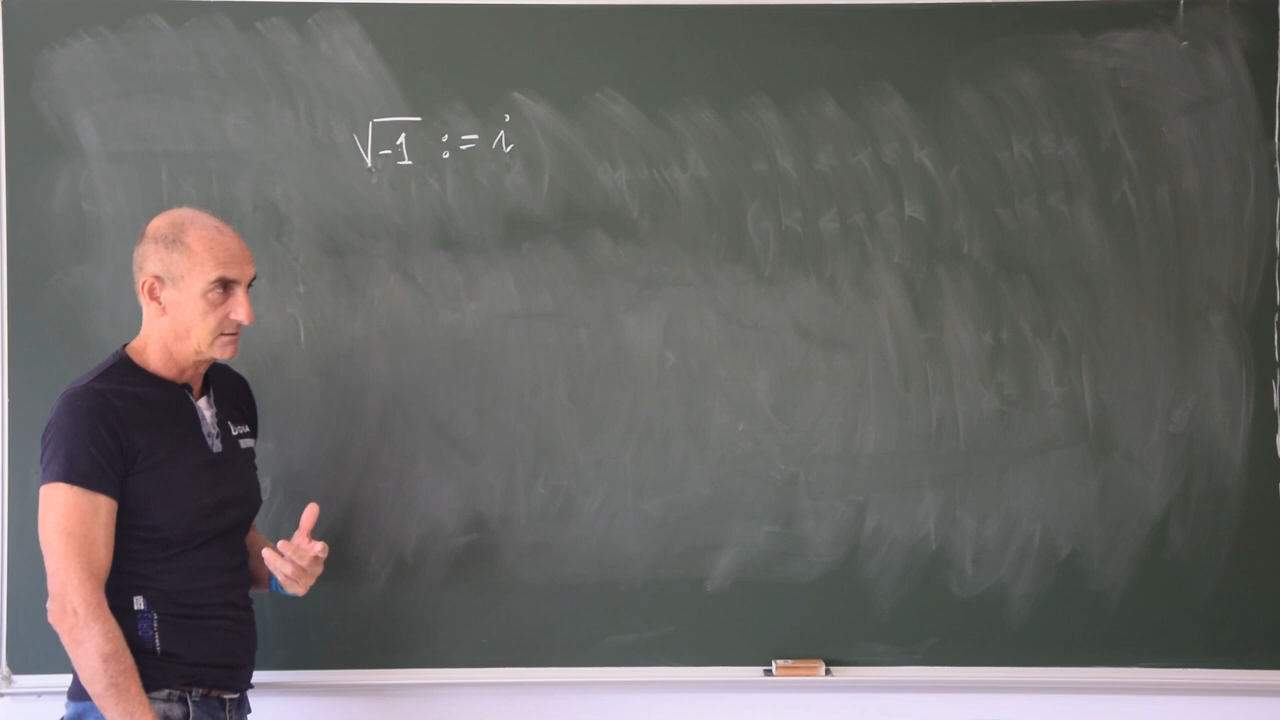 √-1 := i